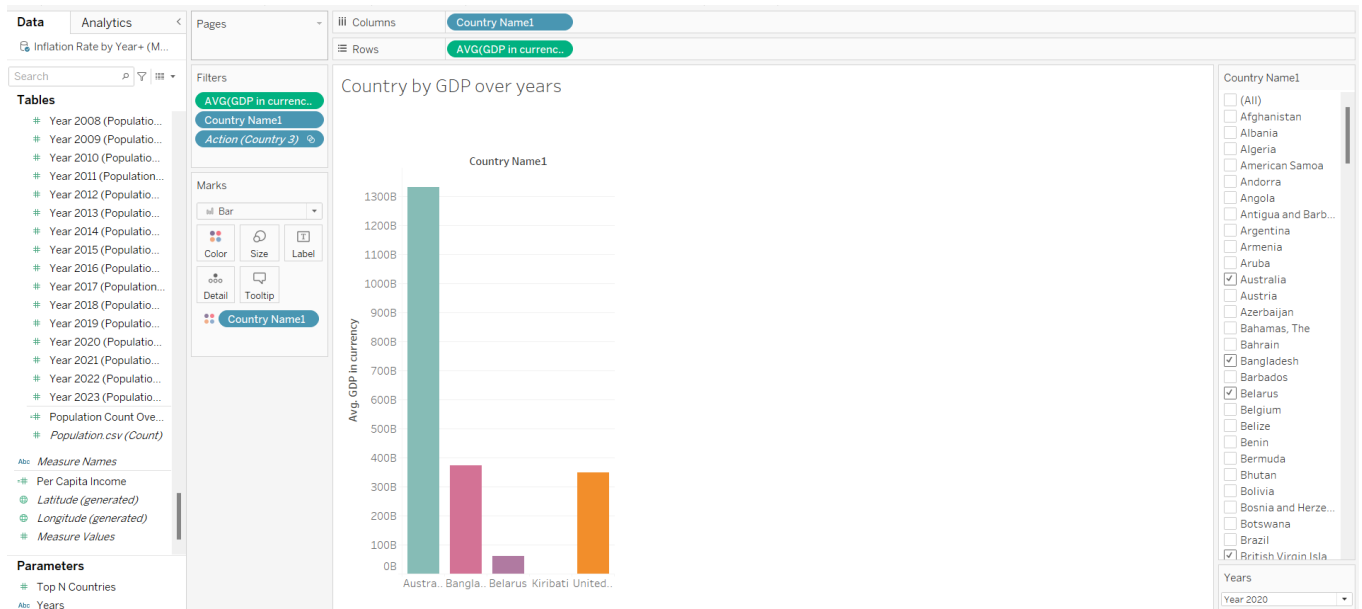 Data
Analytics
Inflation Rate by Year+ (M...
Search
Tables
Year 2008 (Populatio...
Year 2009 (Populatio...
Year 2010 (Populatio...
Year 2011 (Population...
Year 2012 (Populatio...
Year 2013 (Populatio...
Year 2014 (Populatio...
Year 2015 (Populatio...
Year 2016 (Populatio...
Year 2017 (Population...
Year 2018 (Populatio...
Year 2019 (Populatio...
Year 2020 (Populatio...
Year 2021 (Populatio...
Year 2022 (Populatio...
Year 2023 (Populatio...
Population Count Ove...
Population.csv (Count)
Abc Measure Names
Per Capita Income
Latitude (generated)
Longitude (generated)
Measure Values
Parameters
Top N Countries
Abc Years
Pages
Filters
AVG(GDP in currenc..
Country Name1
Action (Country 3)
Marks
Bar
Color
Size
Label
Detail
Tooltip
Country Name1
Columns
Country Name1
Rows
AVG(GDP in currenc..
Country by GDP over years
Country Name1
Avg. GDP in currency
1300B
1200B
1100B
1000B
900B
800B
700B
600B
500B
400B
300B
200B
100B
0B
Austra.. Bangla.. Belarus Kiribati United..
Country Name1
(All)
Afghanistan
Albania
Algeria
American Samoa
Andorra
Angola
Antigua and Barb...
Argentina
Armenia
Aruba
Australia
Austria
Azerbaijan
Bahamas, The
Bahrain
Bangladesh
Barbados
Belarus
Belgium
Belize
Benin
Bermuda
Bhutan
Bolivia
Bosnia and Herze...
Botswana
Brazil
British Virgin Isla
Years
Year 2020